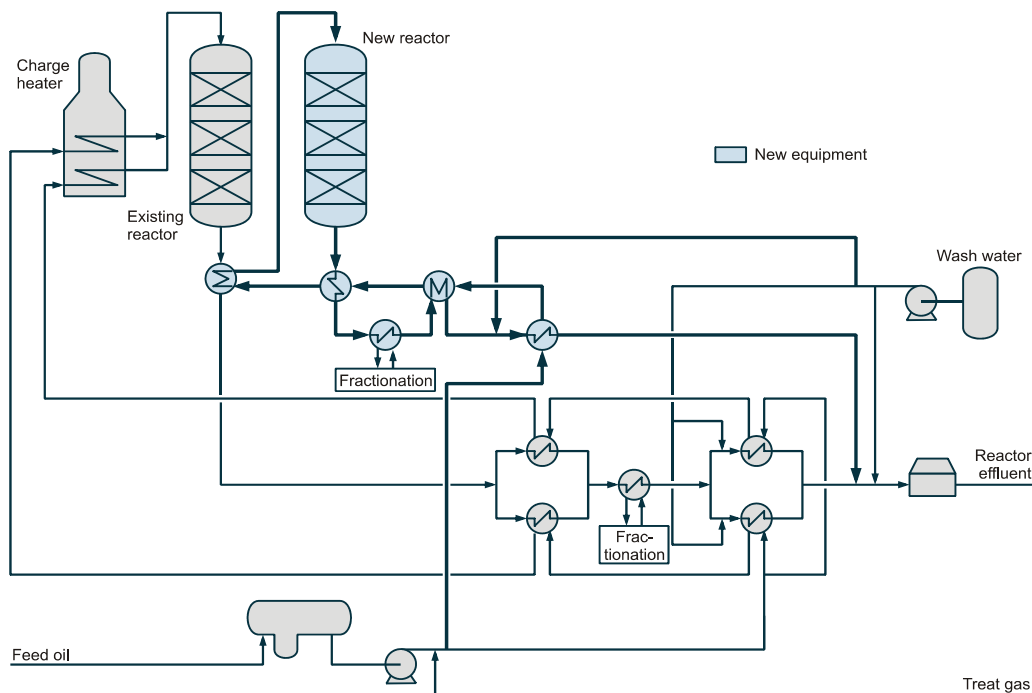 New reactor
Charge
heater
New equipment
Existing
reactor
Wash water
Fractionation
Reactor
effluent
Frac-
tionation
Feed oil
Treat gas